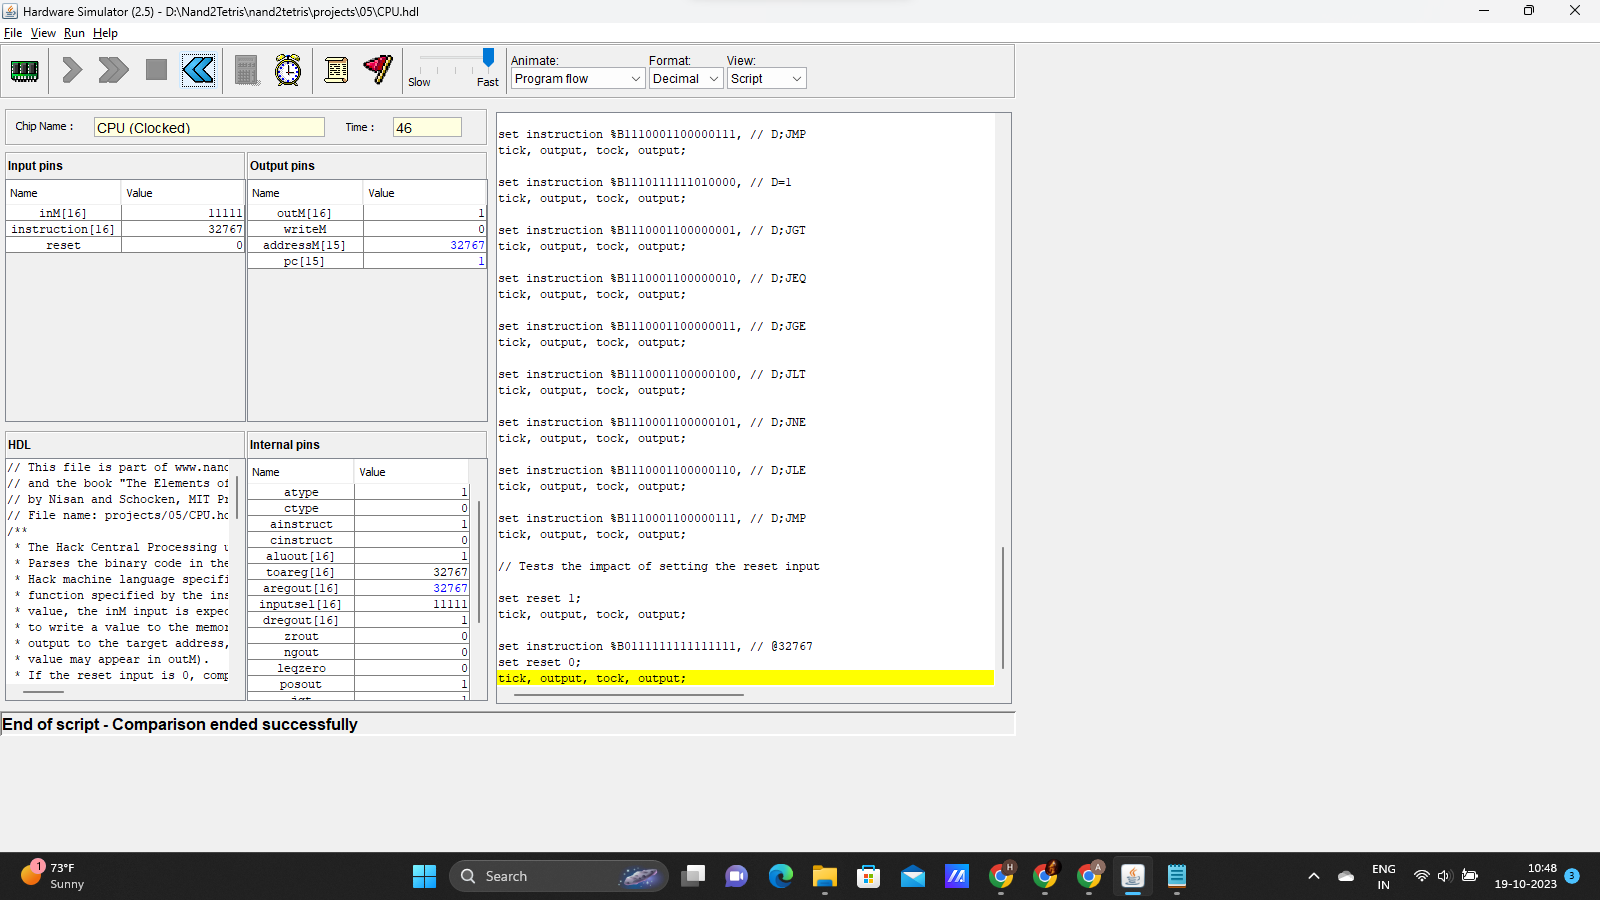 Hardware Simulator (2.5) - D:\Nand2Tetris\nand2tetris\projects\05\CPU.hdl
File View Run Help
Slow Fast
Animate: Format: View:
Program flow Decimal Script
Chip Name : CPU (Clocked) Time : 46
Input pins
Name Value
inM[16] 11111
instruction[16] 32767
reset 0
Output pins
Name Value
outM[16] 1
writeM 0
addressM[15] 32767
pc[15] 1
HDL
// This file is part of www.nand
// and the book "The Elements of
// by Nisan and Schocken, MIT Pr
// File name: projects/05/CPU.hd
/**
* The Hack Central Processing u
* Parses the binary code in the
* Hack machine language specifi
* function specified by the ins
* value, the inM input is expec
* to write a value to the memor
* output to the target address,
* value may appear in outM).
* If the reset input is 0, comp
Internal pins
Name Value
atype 1
ctype 0
ainstruct 1
cinstruct 0
aluout[16] 1
toareg[16] 32767
aregout[16] 32767
inputsel[16] 11111
dregout[16] 1
zrout 0
ngout 0
leqzero 0
posout 1
jgt 1
set instruction %B1110001100000111, // D;JMP
tick, output, tock, output;
set instruction %B1110111111010000, // D=1
tick, output, tock, output;
set instruction %B1110001100000001, // D;JGT
tick, output, tock, output;
set instruction %B1110001100000010, // D;JEQ
tick, output, tock, output;
set instruction %B1110001100000011, // D;JGE
tick, output, tock, output;
set instruction %B1110001100000100, // D;JLT
tick, output, tock, output;
set instruction %B1110001100000101, // D;JNE
tick, output, tock, output;
set instruction %B1110001100000110, // D;JLE
tick, output, tock, output;
set instruction %B1110001100000111, // D;JMP
tick, output, tock, output;
// Tests the impact of setting the reset input
set reset 1;
tick, output, tock, output;
set instruction %B0111111111111111, // @32767
set reset 0;
tick, output, tock, output;
End of script - Comparison ended successfully
1
73°F
Sunny
Search
H
A
ENG
IN
10:48
19-10-2023
3